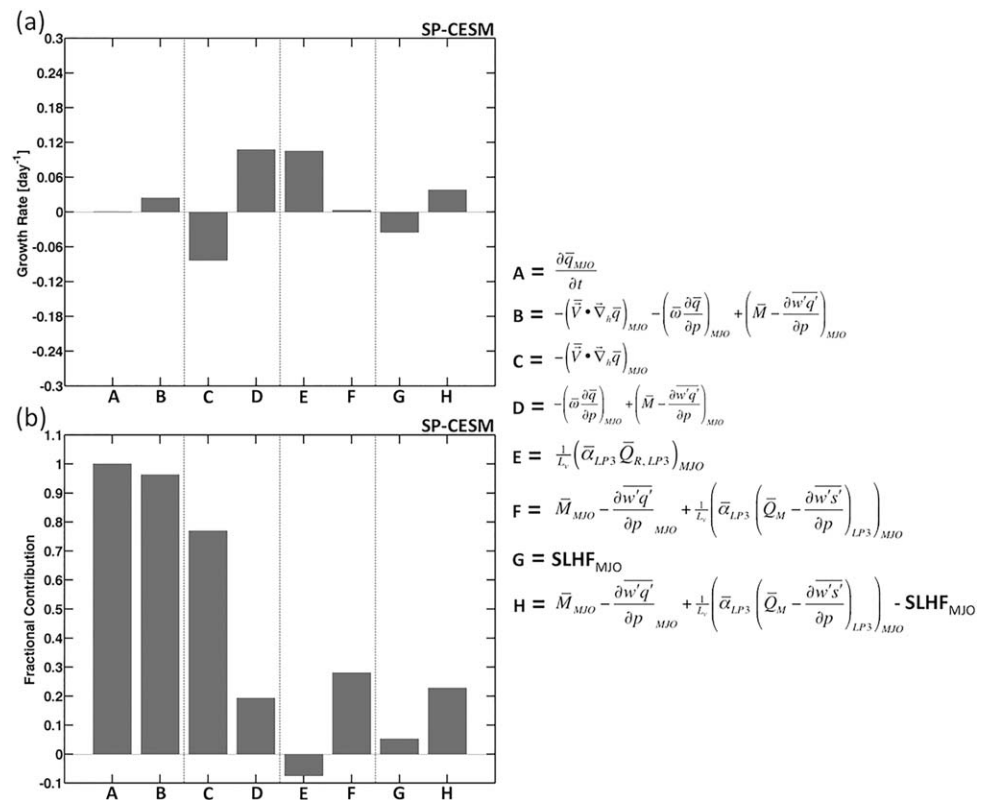 (a)
SP-CESM
0.3
0.24
0.18
0.12
0.06
0
-0.06
-0.12
-0.18
-0.24
-0.3
Growth Rate [day⁻¹]
A B C D E F G H
(b)
SP-CESM
1.1
1
0.9
0.8
0.7
0.6
0.5
0.4
0.3
0.2
0.1
0
-0.1
Fractional Contribution
A B C D E F G H
A = ∂q̅_MJO / ∂t
B = -(V̅⃗ • ∇⃗_h q̅)_MJO - (ω̅ ∂q̅/∂p)_MJO + (M̅ - ∂w'q'̅/∂p)_MJO
C = -(V̅⃗ • ∇⃗_h q̅)_MJO
D = -(ω̅ ∂q̅/∂p)_MJO + (M̅ - ∂w'q'̅/∂p)_MJO
E = 1/L_v (α̅_LP3 Q̅_R,LP3)_MJO
F = M̅_MJO - ∂w'q'̅/∂p _MJO + 1/L_v (α̅_LP3 (Q̅_M - ∂w's'̅/∂p)_LP3)_MJO
G = SLHF_MJO
H = M̅_MJO - ∂w'q'̅/∂p _MJO + 1/L_v (α̅_LP3 (Q̅_M - ∂w's'̅/∂p)_LP3)_MJO - SLHF_MJO